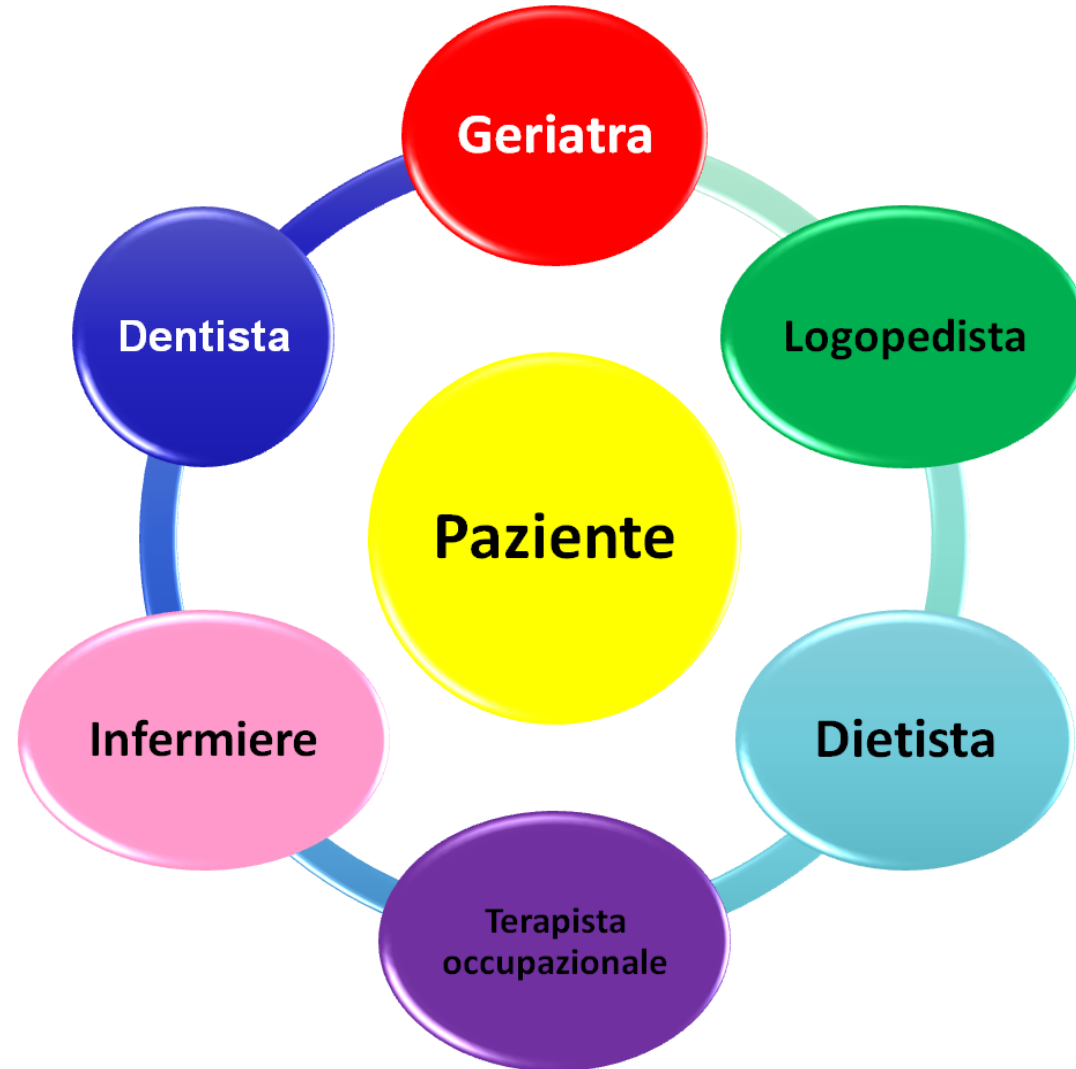 Geriatra
Dentista
Logopedista
Paziente
Infermiere
Dietista
Terapista
occupazionale